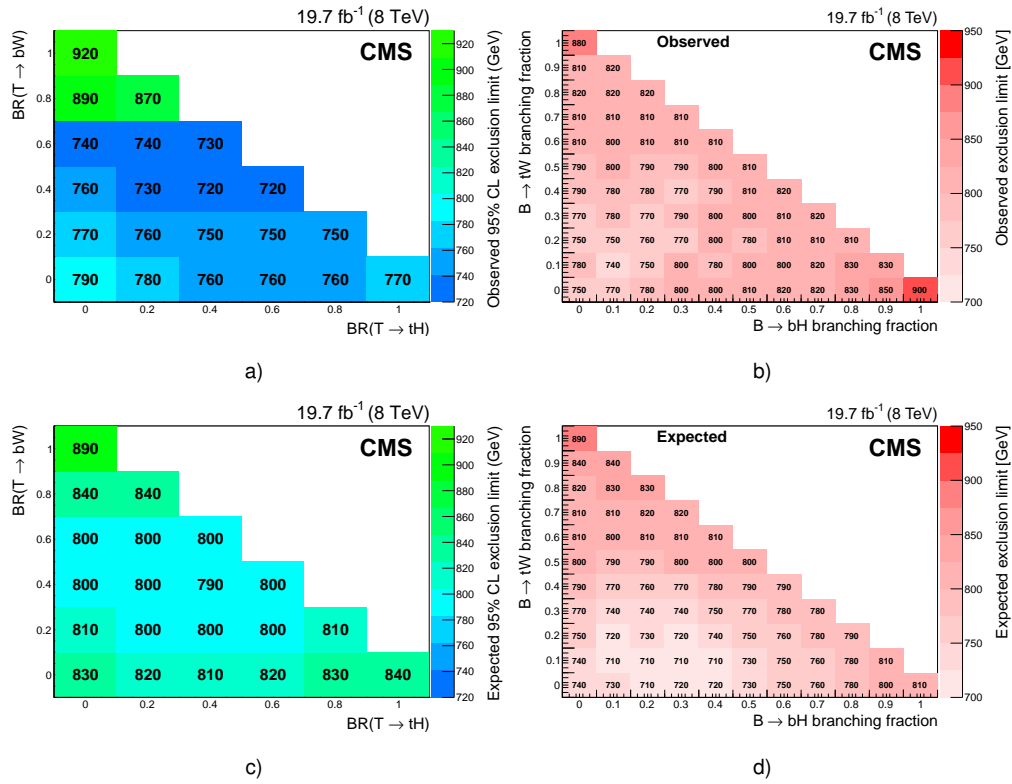 19.7 fb⁻¹ (8 TeV)
CMS
BR(T → bW)
1 920
0.8 890 870
0.6 740 740 730
0.4 760 730 720 720
0.2 770 760 750 750 750
0 790 780 760 760 760 770
0 0.2 0.4 0.6 0.8 1
BR(T → tH)
920
900
880
860
840
820
800
780
760
740
720
Observed 95% CL exclusion limit (GeV)
a)
19.7 fb⁻¹ (8 TeV)
Observed
CMS
B → tW branching fraction
1 880
0.9 810 820
0.8 820 820 820
0.7 810 810 810 810
0.6 810 800 810 810 810
0.5 790 800 790 790 800 810
0.4 790 780 780 770 790 810 820
0.3 770 780 770 790 800 800 810 820
0.2 750 750 760 800 780 800 810 810 810
0.1 780 740 750 800 780 800 800 820 830 830
0 750 770 780 800 800 810 820 820 830 850 900
0 0.1 0.2 0.3 0.4 0.5 0.6 0.7 0.8 0.9 1
B → bH branching fraction
950
900
850
800
750
700
Observed exclusion limit [GeV]
b)
19.7 fb⁻¹ (8 TeV)
CMS
BR(T → bW)
1 890
0.8 840 840
0.6 800 800 800
0.4 800 800 790 800
0.2 810 800 800 800 810
0 830 820 810 820 830 840
0 0.2 0.4 0.6 0.8 1
BR(T → tH)
920
900
880
860
840
820
800
780
760
740
720
Expected 95% CL exclusion limit (GeV)
c)
19.7 fb⁻¹ (8 TeV)
Expected
CMS
B → tW branching fraction
1 890
0.9 840 840
0.8 820 830 830
0.7 810 810 820 820
0.6 810 800 810 810 810
0.5 800 790 790 800 800 800
0.4 790 770 760 770 780 790 790
0.3 770 740 740 740 750 770 780 780
0.2 750 720 730 720 740 750 760 780 790
0.1 740 710 710 710 710 730 750 760 780 810
0 740 730 710 720 720 730 750 760 780 800 810
0 0.1 0.2 0.3 0.4 0.5 0.6 0.7 0.8 0.9 1
B → bH branching fraction
950
900
850
800
750
700
Expected exclusion limit [GeV]
d)